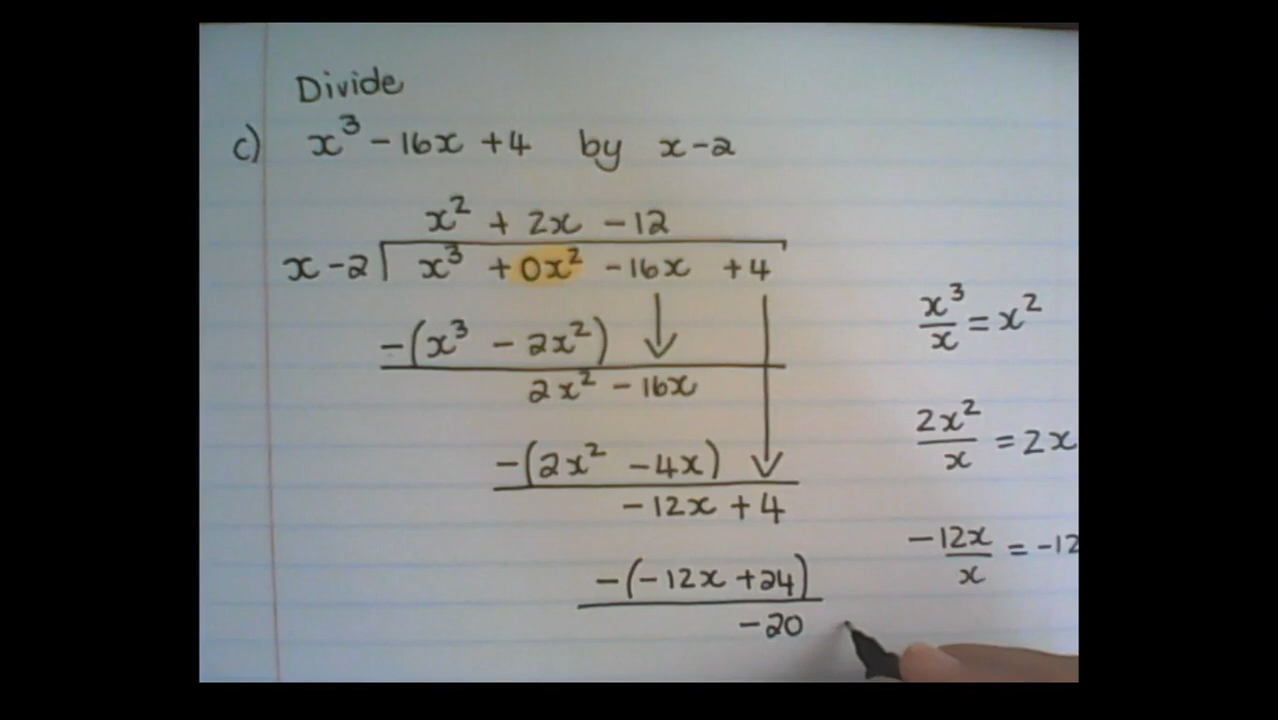 Divide
c) x³ - 16x + 4 by x - 2
x² + 2x - 12
x - 2 | x³ + 0x² - 16x + 4
-(x³ - 2x²)
2x² - 16x
-(2x² - 4x)
-12x + 4
-(-12x + 24)
-20
x³/x = x²
2x²/x = 2x
-12x/x = -12